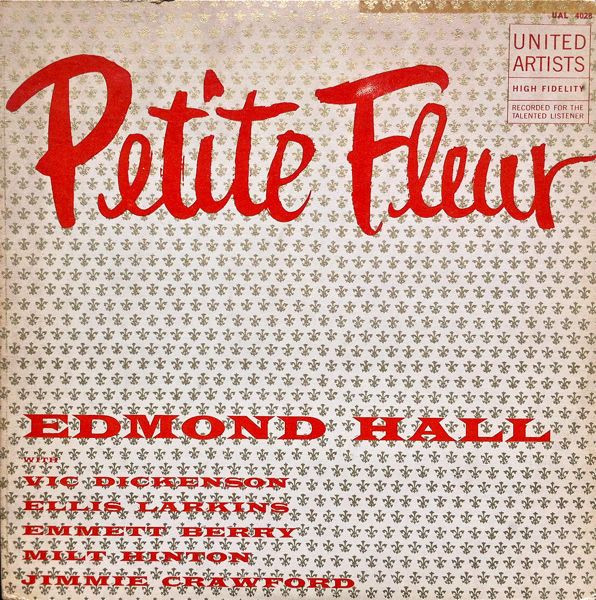 UAL 4028
UNITED
ARTISTS
HIGH FIDELITY
RECORDED FOR THE
TALENTED LISTENER
Petite Fleur
EDMOND HALL
WITH
VIC DICKENSON
ELLIS LARKINS
EMMETT BERRY
MILT HINTON
JIMMIE CRAWFORD